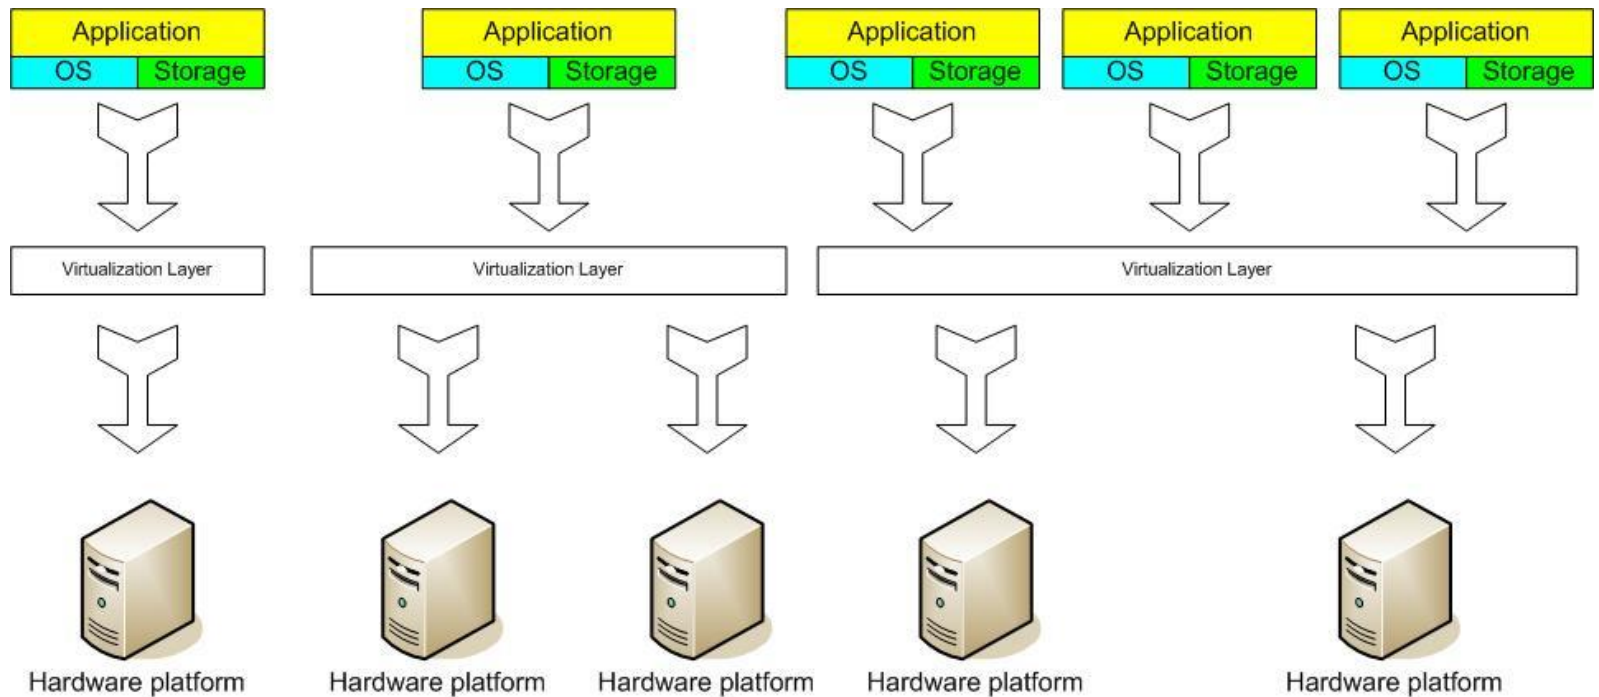 Application Application Application Application Application
OS Storage OS Storage OS Storage OS Storage OS Storage
Virtualization Layer Virtualization Layer Virtualization Layer
Hardware platform Hardware platform Hardware platform Hardware platform Hardware platform